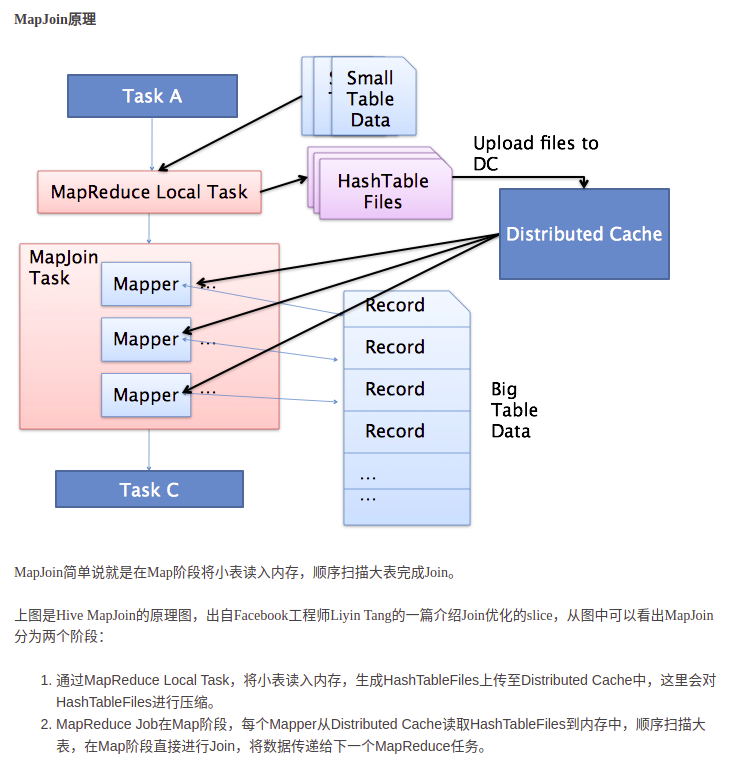 MapJoin原理
Task A
Small
Table
Data
MapReduce Local Task
HashTable
Files
Upload files to
DC
Distributed Cache
MapJoin
Task
Mapper
...
Mapper
...
Mapper
...
Record
Record
Record
Record
...
...
Big
Table
Data
Task C
MapJoin简单说就是在Map阶段将小表读入内存，顺序扫描大表完成Join。
上图是Hive MapJoin的原理图，出自Facebook工程师Liyin Tang的一篇介绍Join优化的slice，从图中可以看出MapJoin
分为两个阶段：
1. 通过MapReduce Local Task，将小表读入内存，生成HashTableFiles上传至Distributed Cache中，这里会对
HashTableFiles进行压缩。
2. MapReduce Job在Map阶段，每个Mapper从Distributed Cache读取HashTableFiles到内存中，顺序扫描大
表，在Map阶段直接进行Join，将数据传递给下一个MapReduce任务。